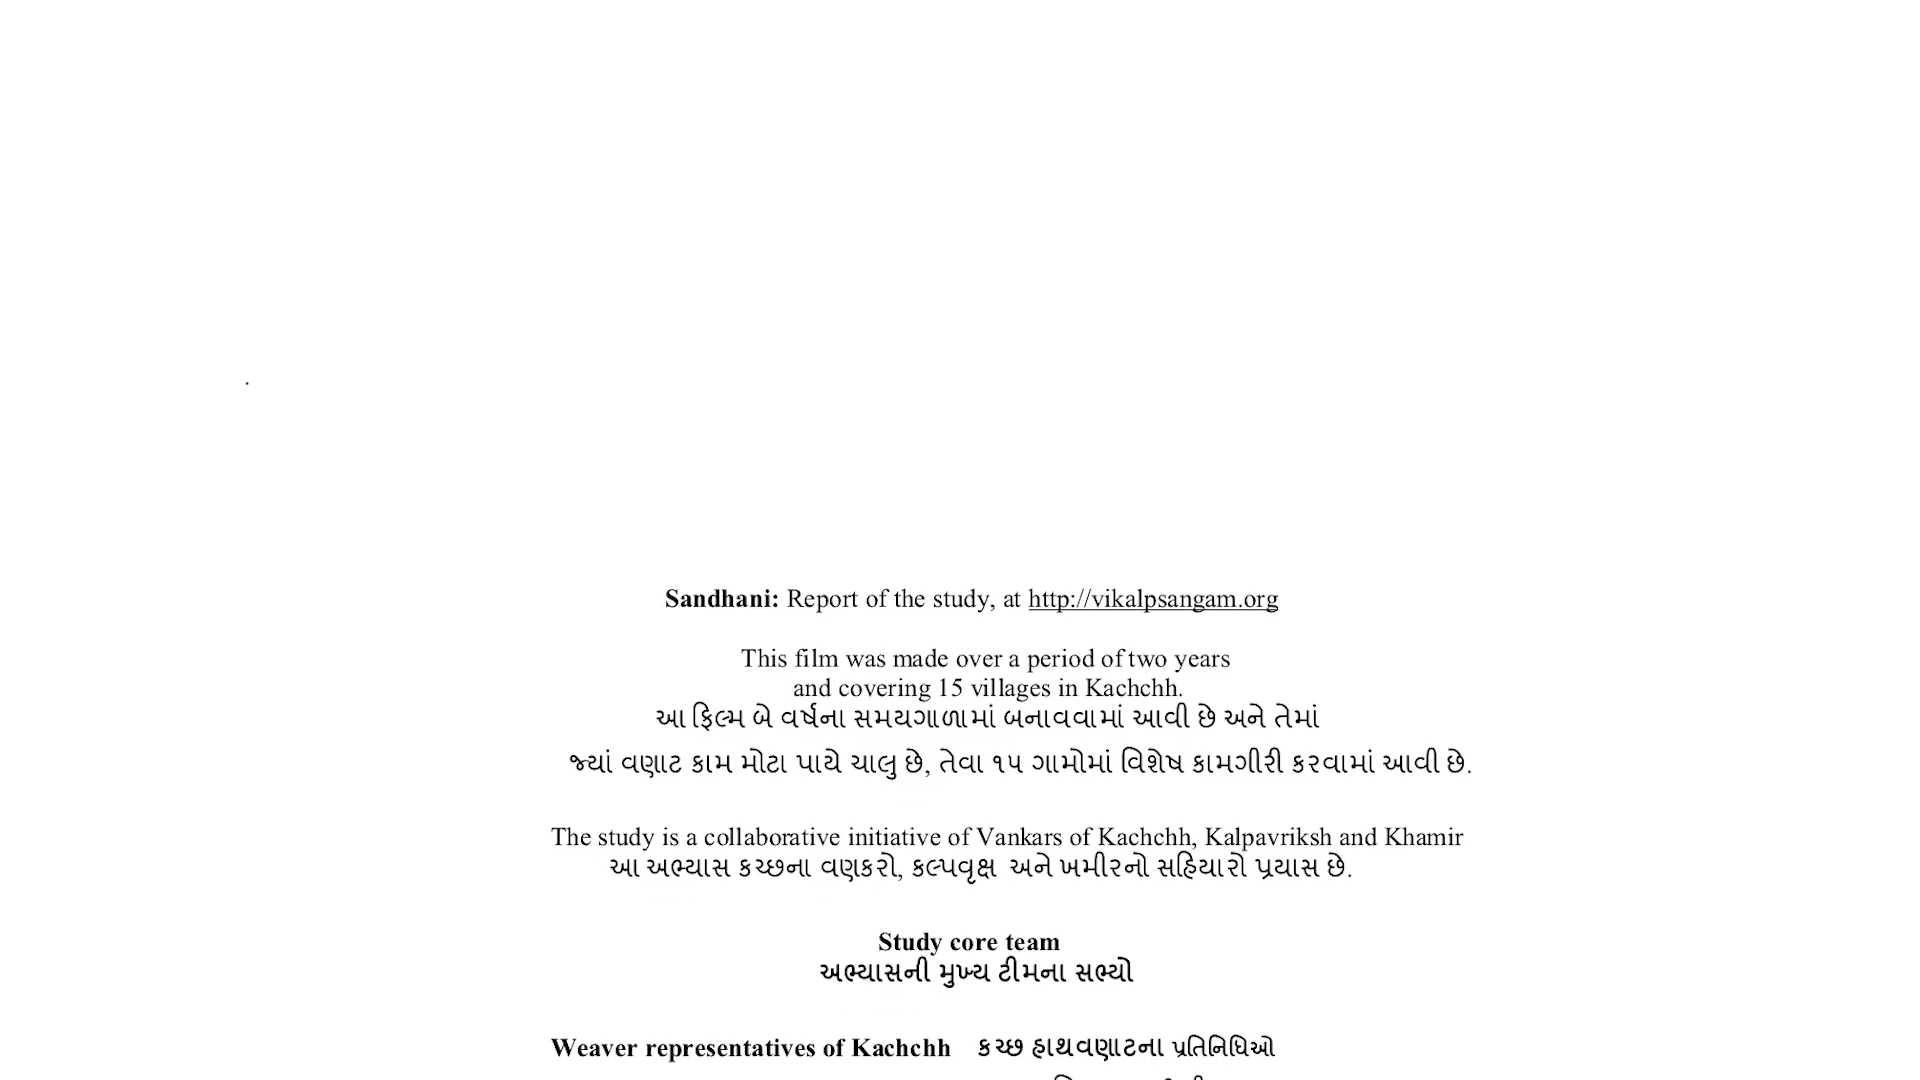 Sandhani: Report of the study, at http://vikalpsangam.org
This film was made over a period of two years
and covering 15 villages in Kachchh.
આ ફિલ્મ બે વર્ષના સમયગાળામાં બનાવવામાં આવી છે અને તેમાં
જ્યાં વણાટ કામ મોટા પાયે ચાલુ છે, તેવા ૧૫ ગામોમાં વિશેષ કામગીરી કરવામાં આવી છે.
The study is a collaborative initiative of Vankars of Kachchh, Kalpavriksh and Khamir
આ અભ્યાસ કચ્છના વણકરો, કલ્પવૃક્ષ અને ખમીરનો સહિયારો પ્રયાસ છે.
Study core team
અભ્યાસની મુખ્ય ટીમના સભ્યો
Weaver representatives of Kachchh કચ્છ હાથવણાટના પ્રતિનિધિઓ